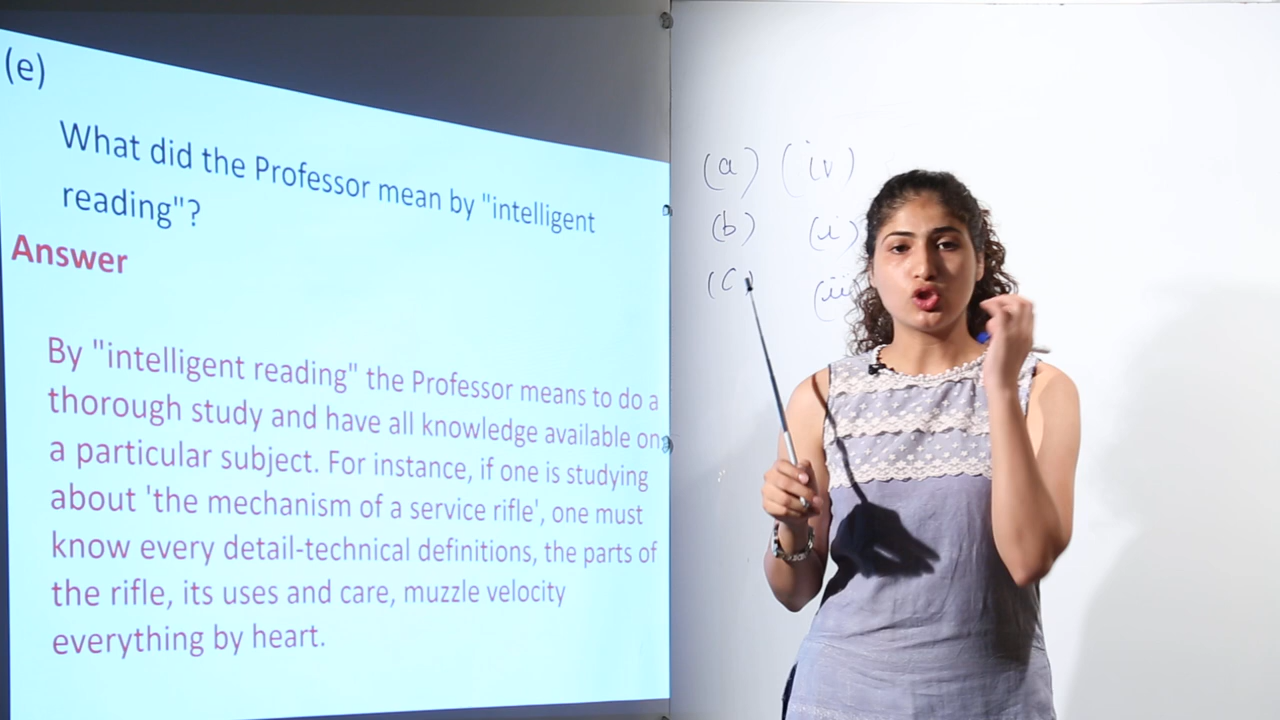 (e)
What did the Professor mean by "intelligent
reading"?
Answer
By "intelligent reading" the Professor means to do a
thorough study and have all knowledge available on
a particular subject. For instance, if one is studying
about 'the mechanism of a service rifle', one must
know every detail-technical definitions, the parts of
the rifle, its uses and care, muzzle velocity
everything by heart.
(a) (iv)
(b) (i)
(c)